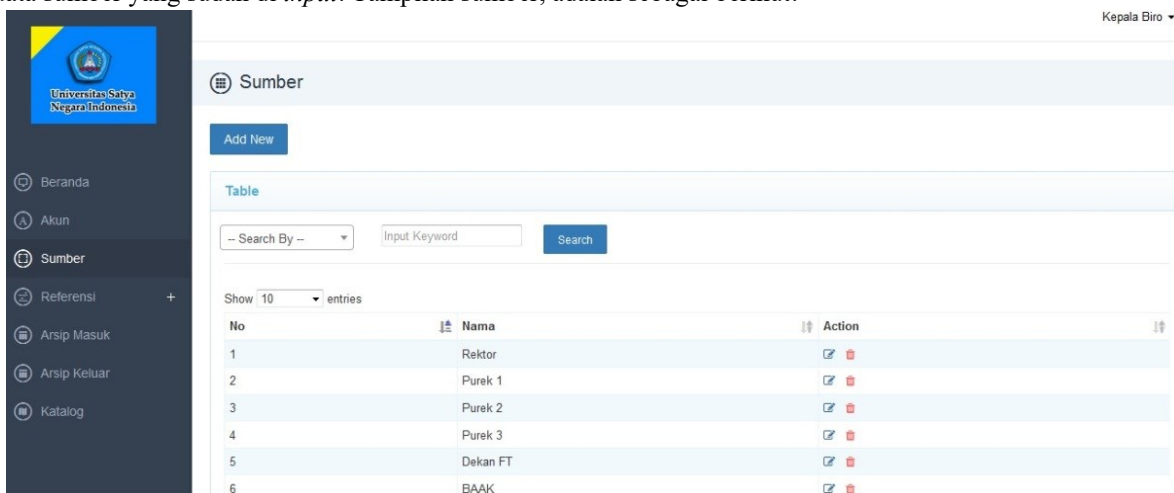 data sumber yang sudah di input. Tampilan sumber, adalah sebagai berikut:
Kepala Biro
Universitas Satya
Negara Indonesia
Sumber
Add New
Beranda
Akun
Sumber
Referensi +
Arsip Masuk
Arsip Keluar
Katalog
Table
-- Search By -- Input Keyword Search
Show 10 entries
No Nama Action
1 Rektor
2 Purek 1
3 Purek 2
4 Purek 3
5 Dekan FT
6 BAAK